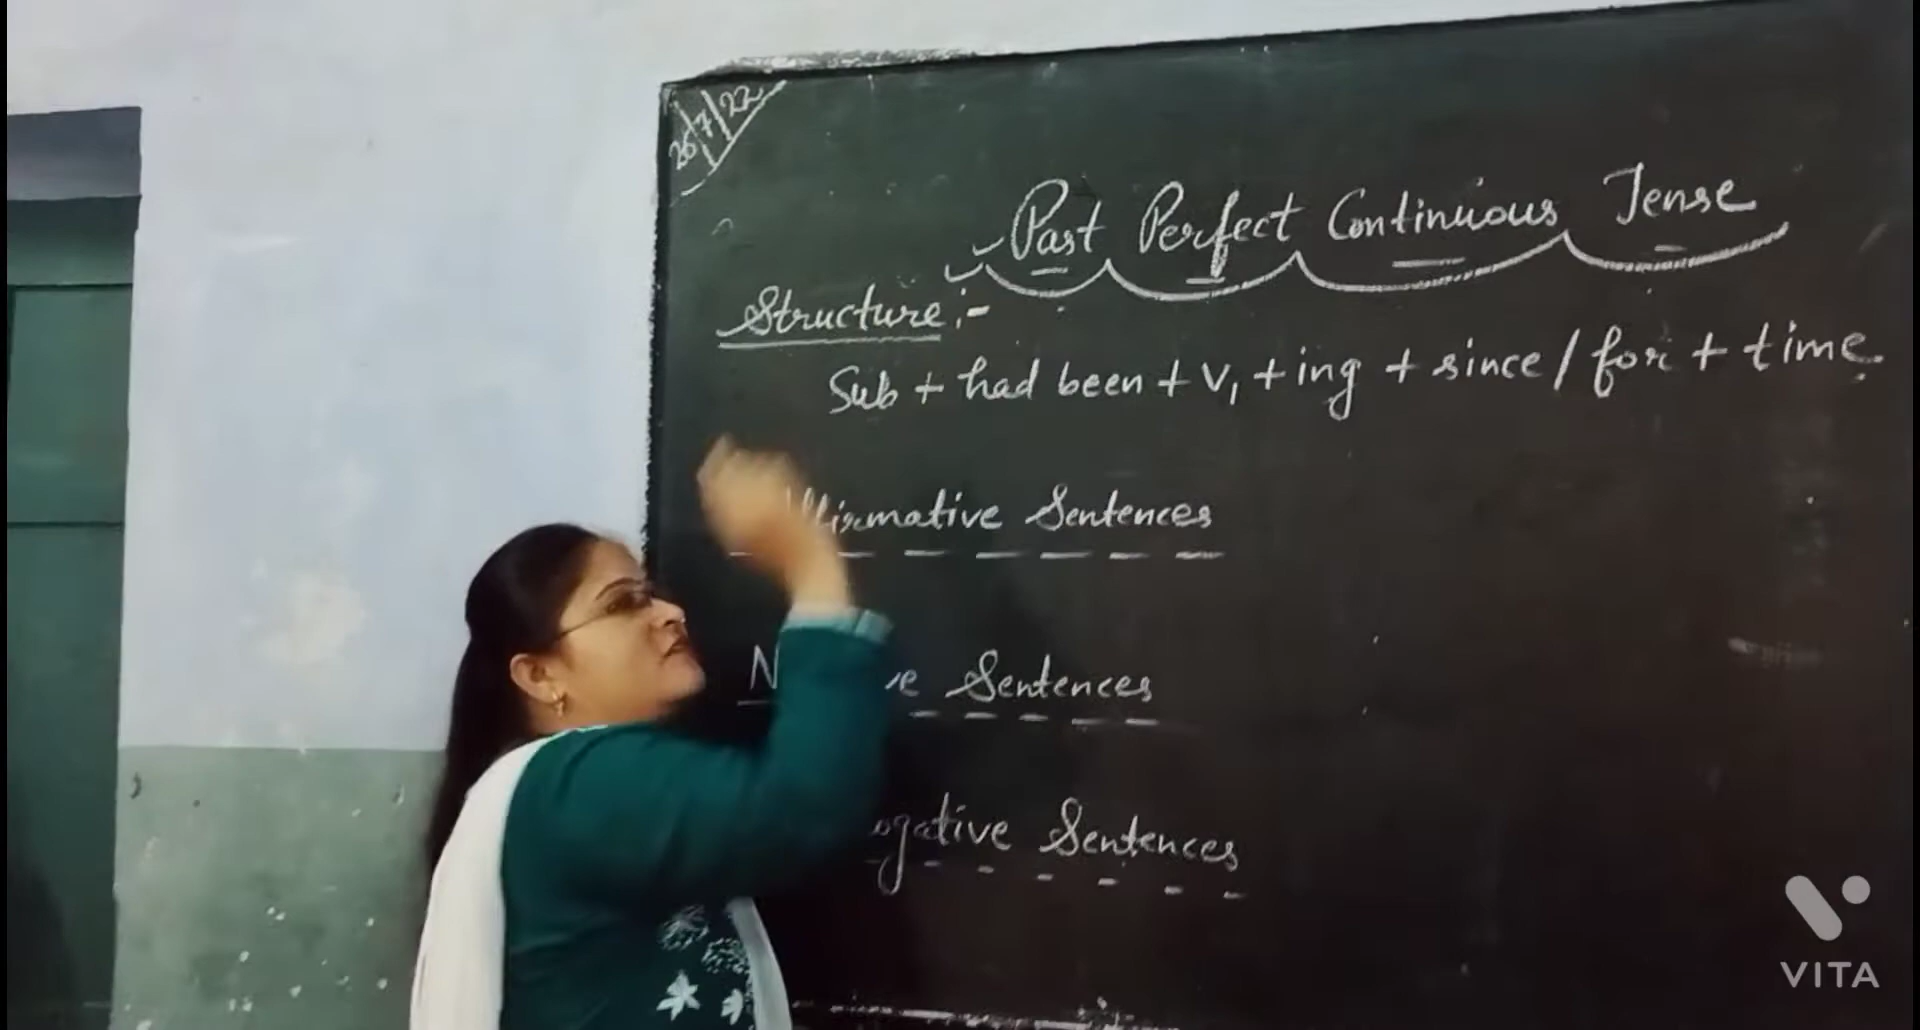 26/7/22
Past Perfect Continuous Tense
Structure :-
Sub + had been + V1 + ing + since / for + time
Sentences
Sentences
Sentences
VITA